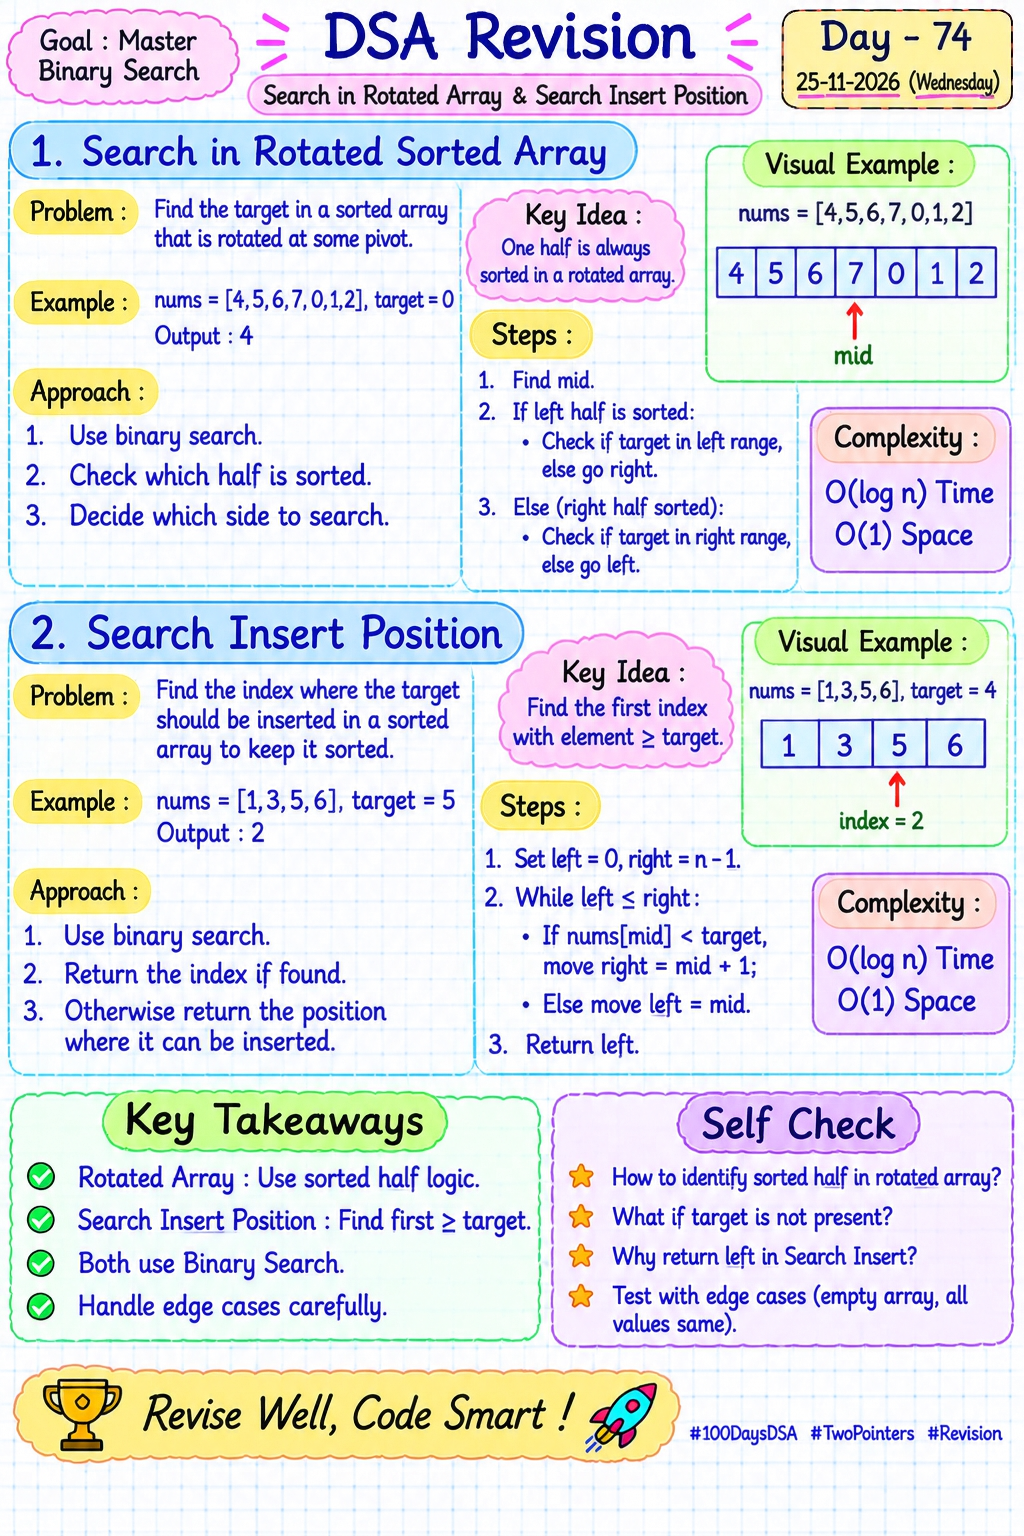 Goal : Master
Binary Search
DSA Revision
Search in Rotated Array & Search Insert Position
Day - 74
25-11-2026 (Wednesday)
1. Search in Rotated Sorted Array
Problem :
Find the target in a sorted array
that is rotated at some pivot.
Example :
nums = [4,5,6,7,0,1,2], target = 0
Output : 4
Approach :
1. Use binary search.
2. Check which half is sorted.
3. Decide which side to search.
Key Idea :
One half is always
sorted in a rotated array.
Steps :
1. Find mid.
2. If left half is sorted:
• Check if target in left range,
else go right.
3. Else (right half sorted):
• Check if target in right range,
else go left.
Visual Example :
nums = [4,5,6,7,0,1,2]
4 5 6 7 0 1 2
mid
Complexity :
O(log n) Time
O(1) Space
2. Search Insert Position
Problem :
Find the index where the target
should be inserted in a sorted
array to keep it sorted.
Example :
nums = [1,3,5,6], target = 5
Output : 2
Approach :
1. Use binary search.
2. Return the index if found.
3. Otherwise return the position
where it can be inserted.
Key Idea :
Find the first index
with element ≥ target.
Steps :
1. Set left = 0, right = n-1.
2. While left ≤ right:
• If nums[mid] < target,
move right = mid + 1;
• Else move left = mid.
3. Return left.
Visual Example :
nums = [1,3,5,6], target = 4
1 3 5 6
index = 2
Complexity :
O(log n) Time
O(1) Space
Key Takeaways
Rotated Array : Use sorted half logic.
Search Insert Position : Find first ≥ target.
Both use Binary Search.
Handle edge cases carefully.
Self Check
How to identify sorted half in rotated array?
What if target is not present?
Why return left in Search Insert?
Test with edge cases (empty array, all
values same).
Revise Well, Code Smart !
#100DaysDSA #TwoPointers #Revision